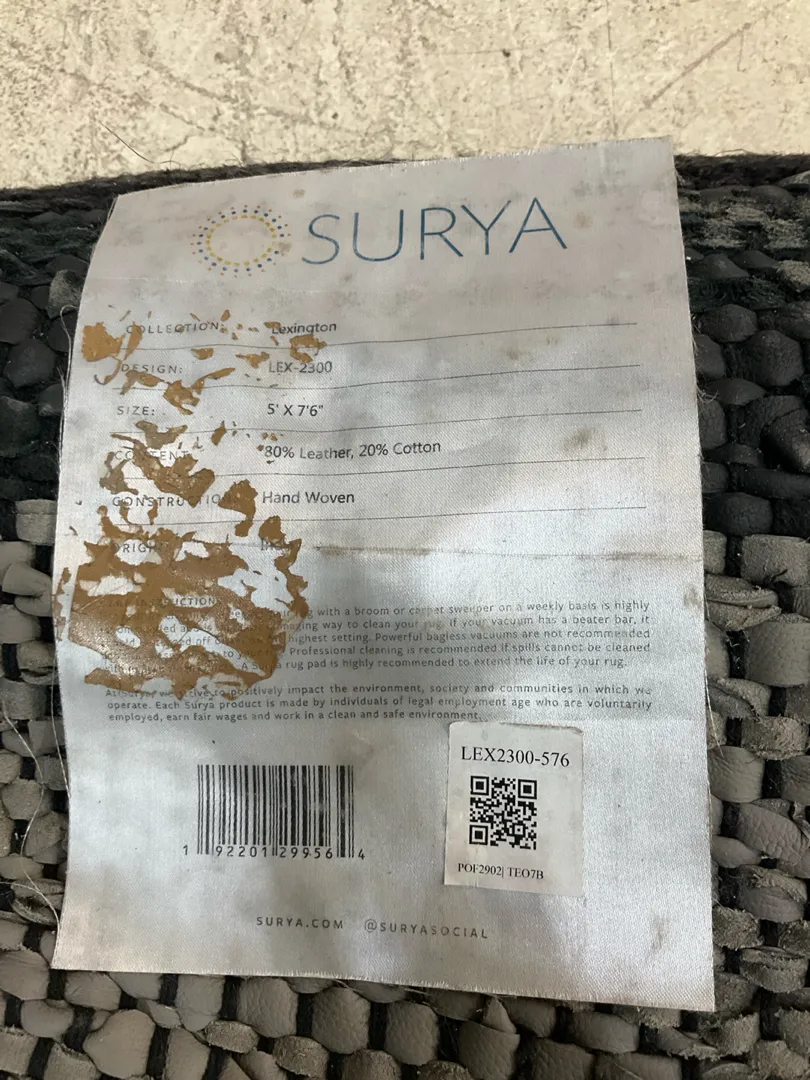 SURYA
COLLECTION: Lexington
DESIGN: LEX-2300
SIZE: 5' X 7'6"
CONTENT 80% Leather, 20% Cotton
CONSTRUCTIO Hand Woven
with a broom or carpet sweeper on a weekly basis is highly
way to clean your rug. If your vacuum has a beater bar, it
highest setting. Powerful bagless vacuums are not recommended
Professional cleaning is recommended if spills cannot be cleaned
rug pad is highly recommended to extend the life of your rug.
At Surya, we strive to positively impact the environment, society and communities in which we
operate. Each Surya product is made by individuals of legal employment age who are voluntarily
employed, earn fair wages and work in a clean and safe environment.
LEX2300-576
1 92201 29956 4
POF2902| TEO7B
SURYA.COM @SURYASOCIAL